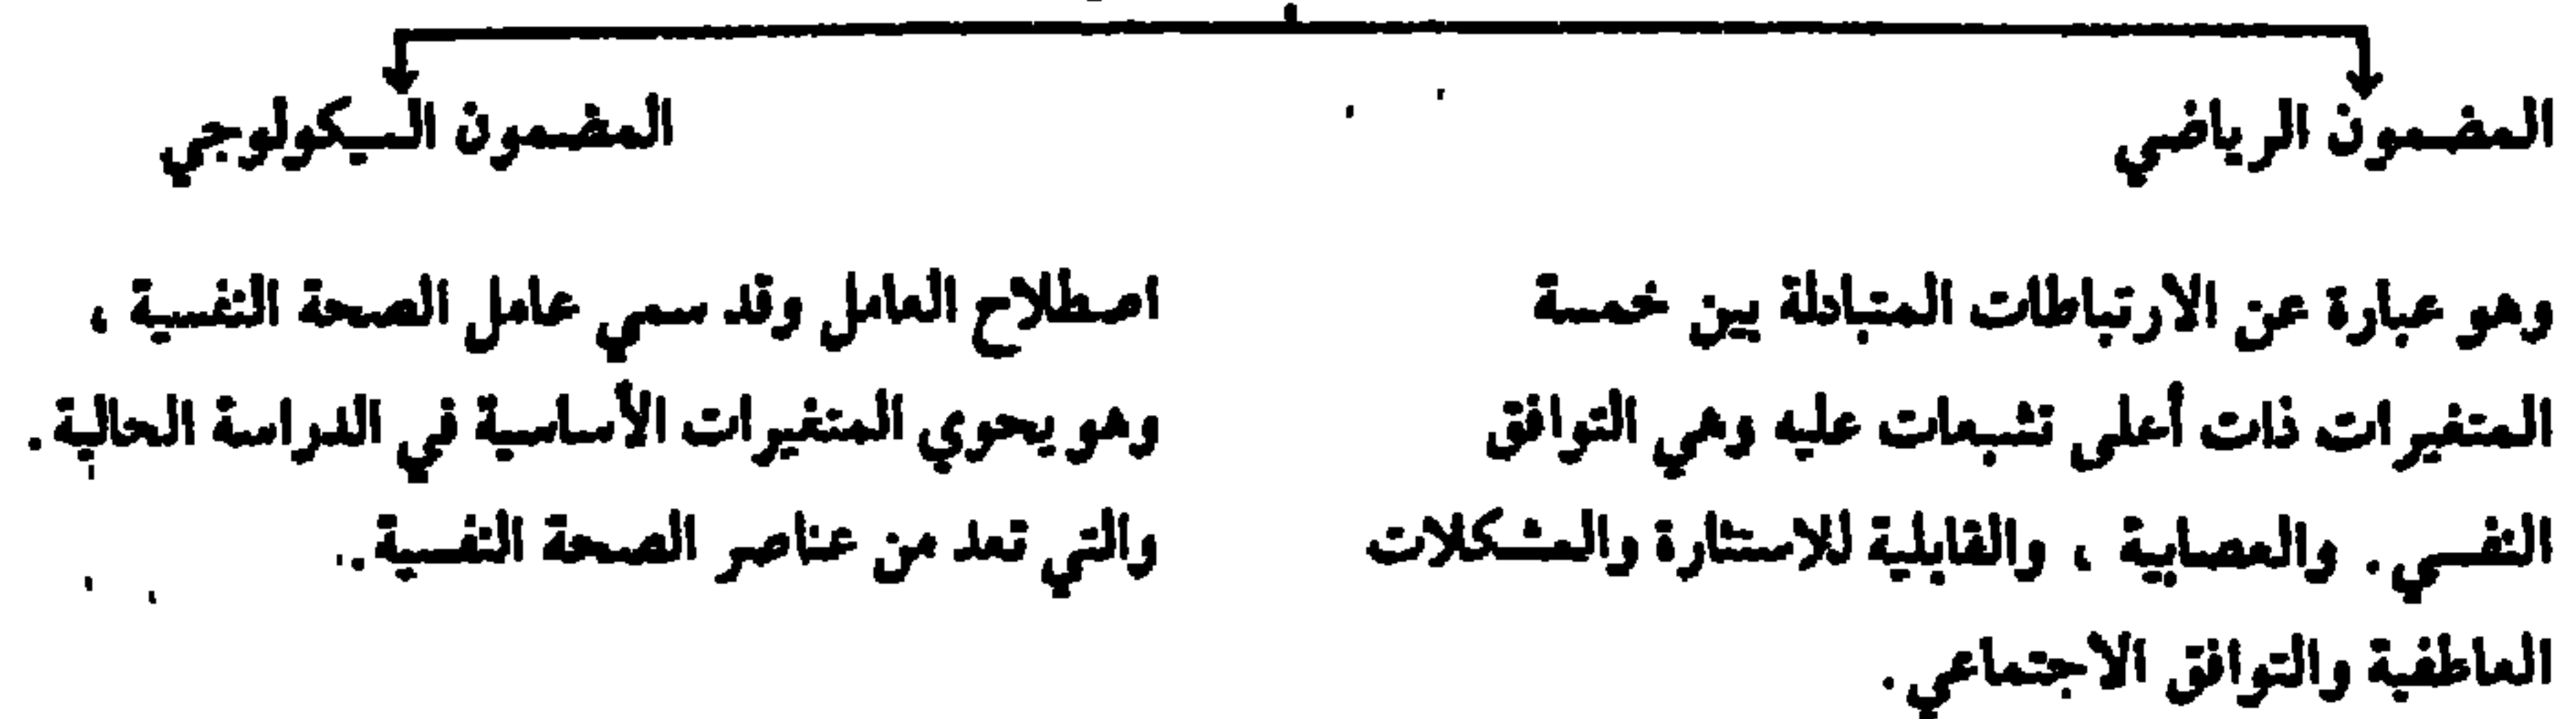 المضمون الرياضي
وهو عبارة عن الارتباطات المتبادلة بين خمسة
المتغيرات ذات أعلى تشبعات عليه وهي التوافق
النفسي . والعصابية ، والقابلية للاستثارة والمشكلات
العاطفية والتوافق الاجتماعي .
المضمون السيكولوجي
اصطلاح العامل وقد سمي عامل الصحة النفسية ،
وهو يحوي المتغيرات الأساسية في الدراسة الحالية .
والتي تعد من عناصر الصحة النفسية ..